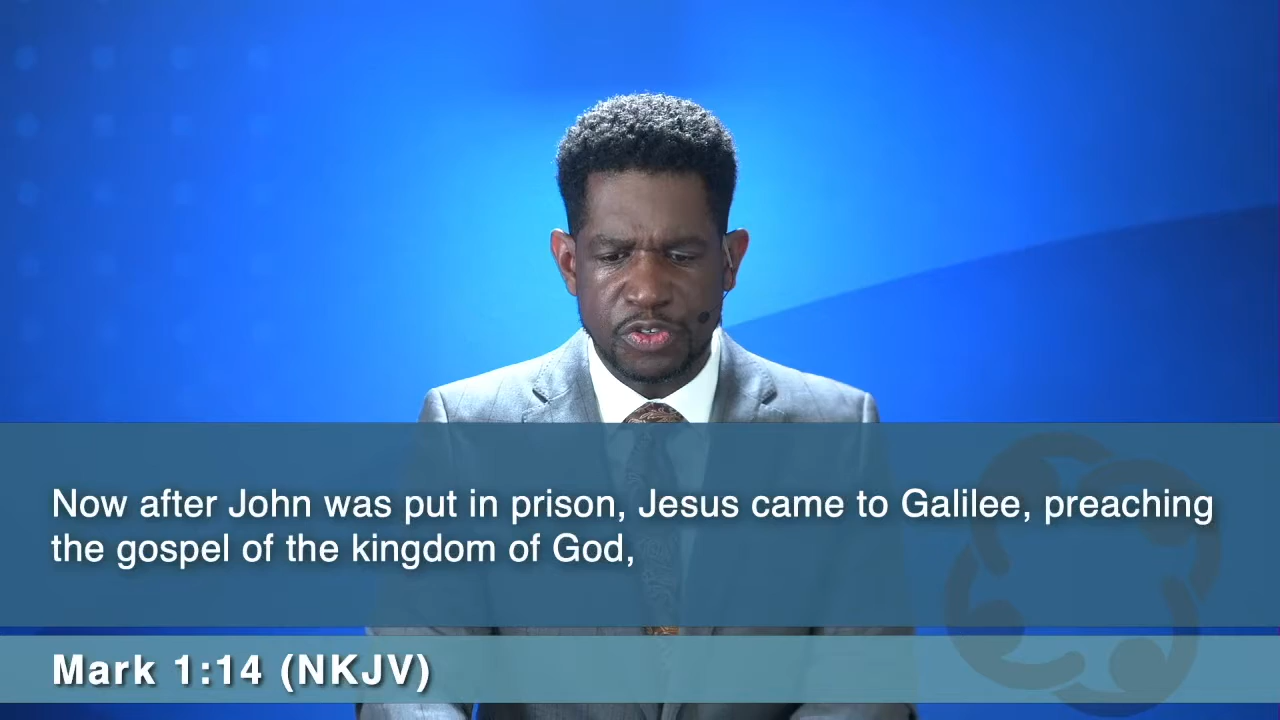 Now after John was put in prison, Jesus came to Galilee, preaching
the gospel of the kingdom of God,
Mark 1:14 (NKJV)